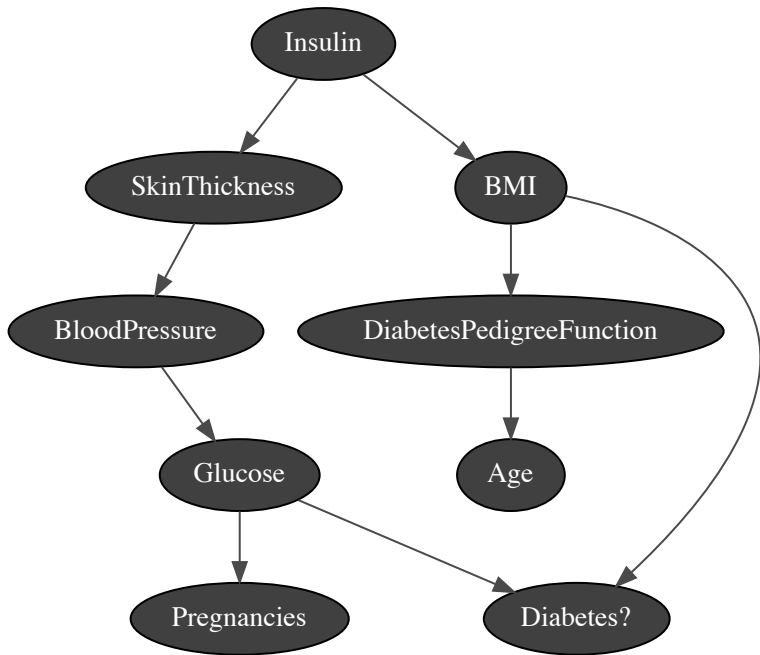 Insulin
SkinThickness
BMI
BloodPressure
DiabetesPedigreeFunction
Glucose
Age
Pregnancies
Diabetes?